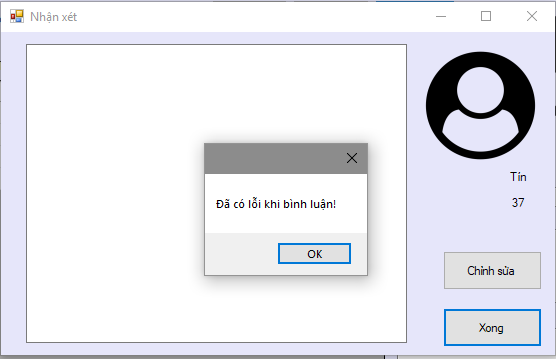 Nhận xét
Đã có lỗi khi bình luận!
OK
Tín
37
Chỉnh sửa
Xong